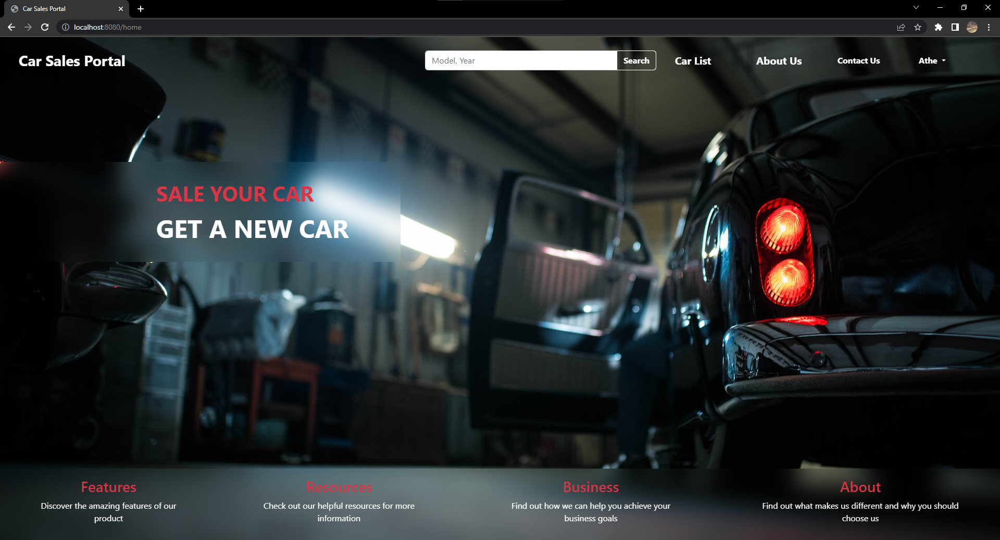 Car Sales Portal
localhost:8080/home
Car Sales Portal
Model, Year
Search
Car List
About Us
Contact Us
Athe
SALE YOUR CAR
GET A NEW CAR
Features
Discover the amazing features of our
product
Resources
Check out our helpful resources for more
information
Business
Find out how we can help you achieve your
business goals
About
Find out what makes us different and why you should
choose us